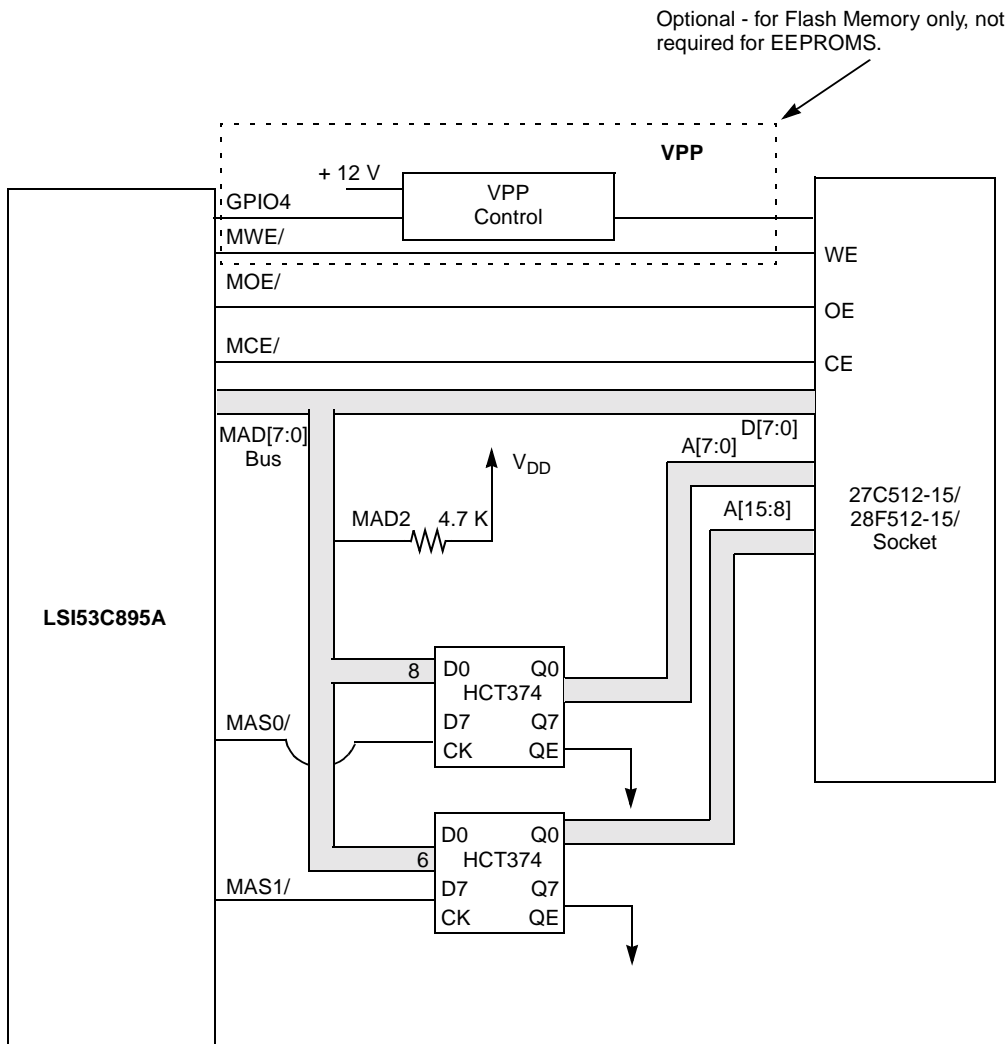 Optional - for Flash Memory only, not
required for EEPROMS.
VPP
+ 12 V
VPP
Control
GPIO4
MWE/
WE
MOE/
OE
MCE/
CE
MAD[7:0]
Bus
D[7:0]
A[7:0]
VDD
MAD2 4.7 K
A[15:8]
27C512-15/
28F512-15/
Socket
LSI53C895A
8
D0 Q0
HCT374
D7 Q7
CK QE
MAS0/
D0 Q0
6
HCT374
D7 Q7
CK QE
MAS1/